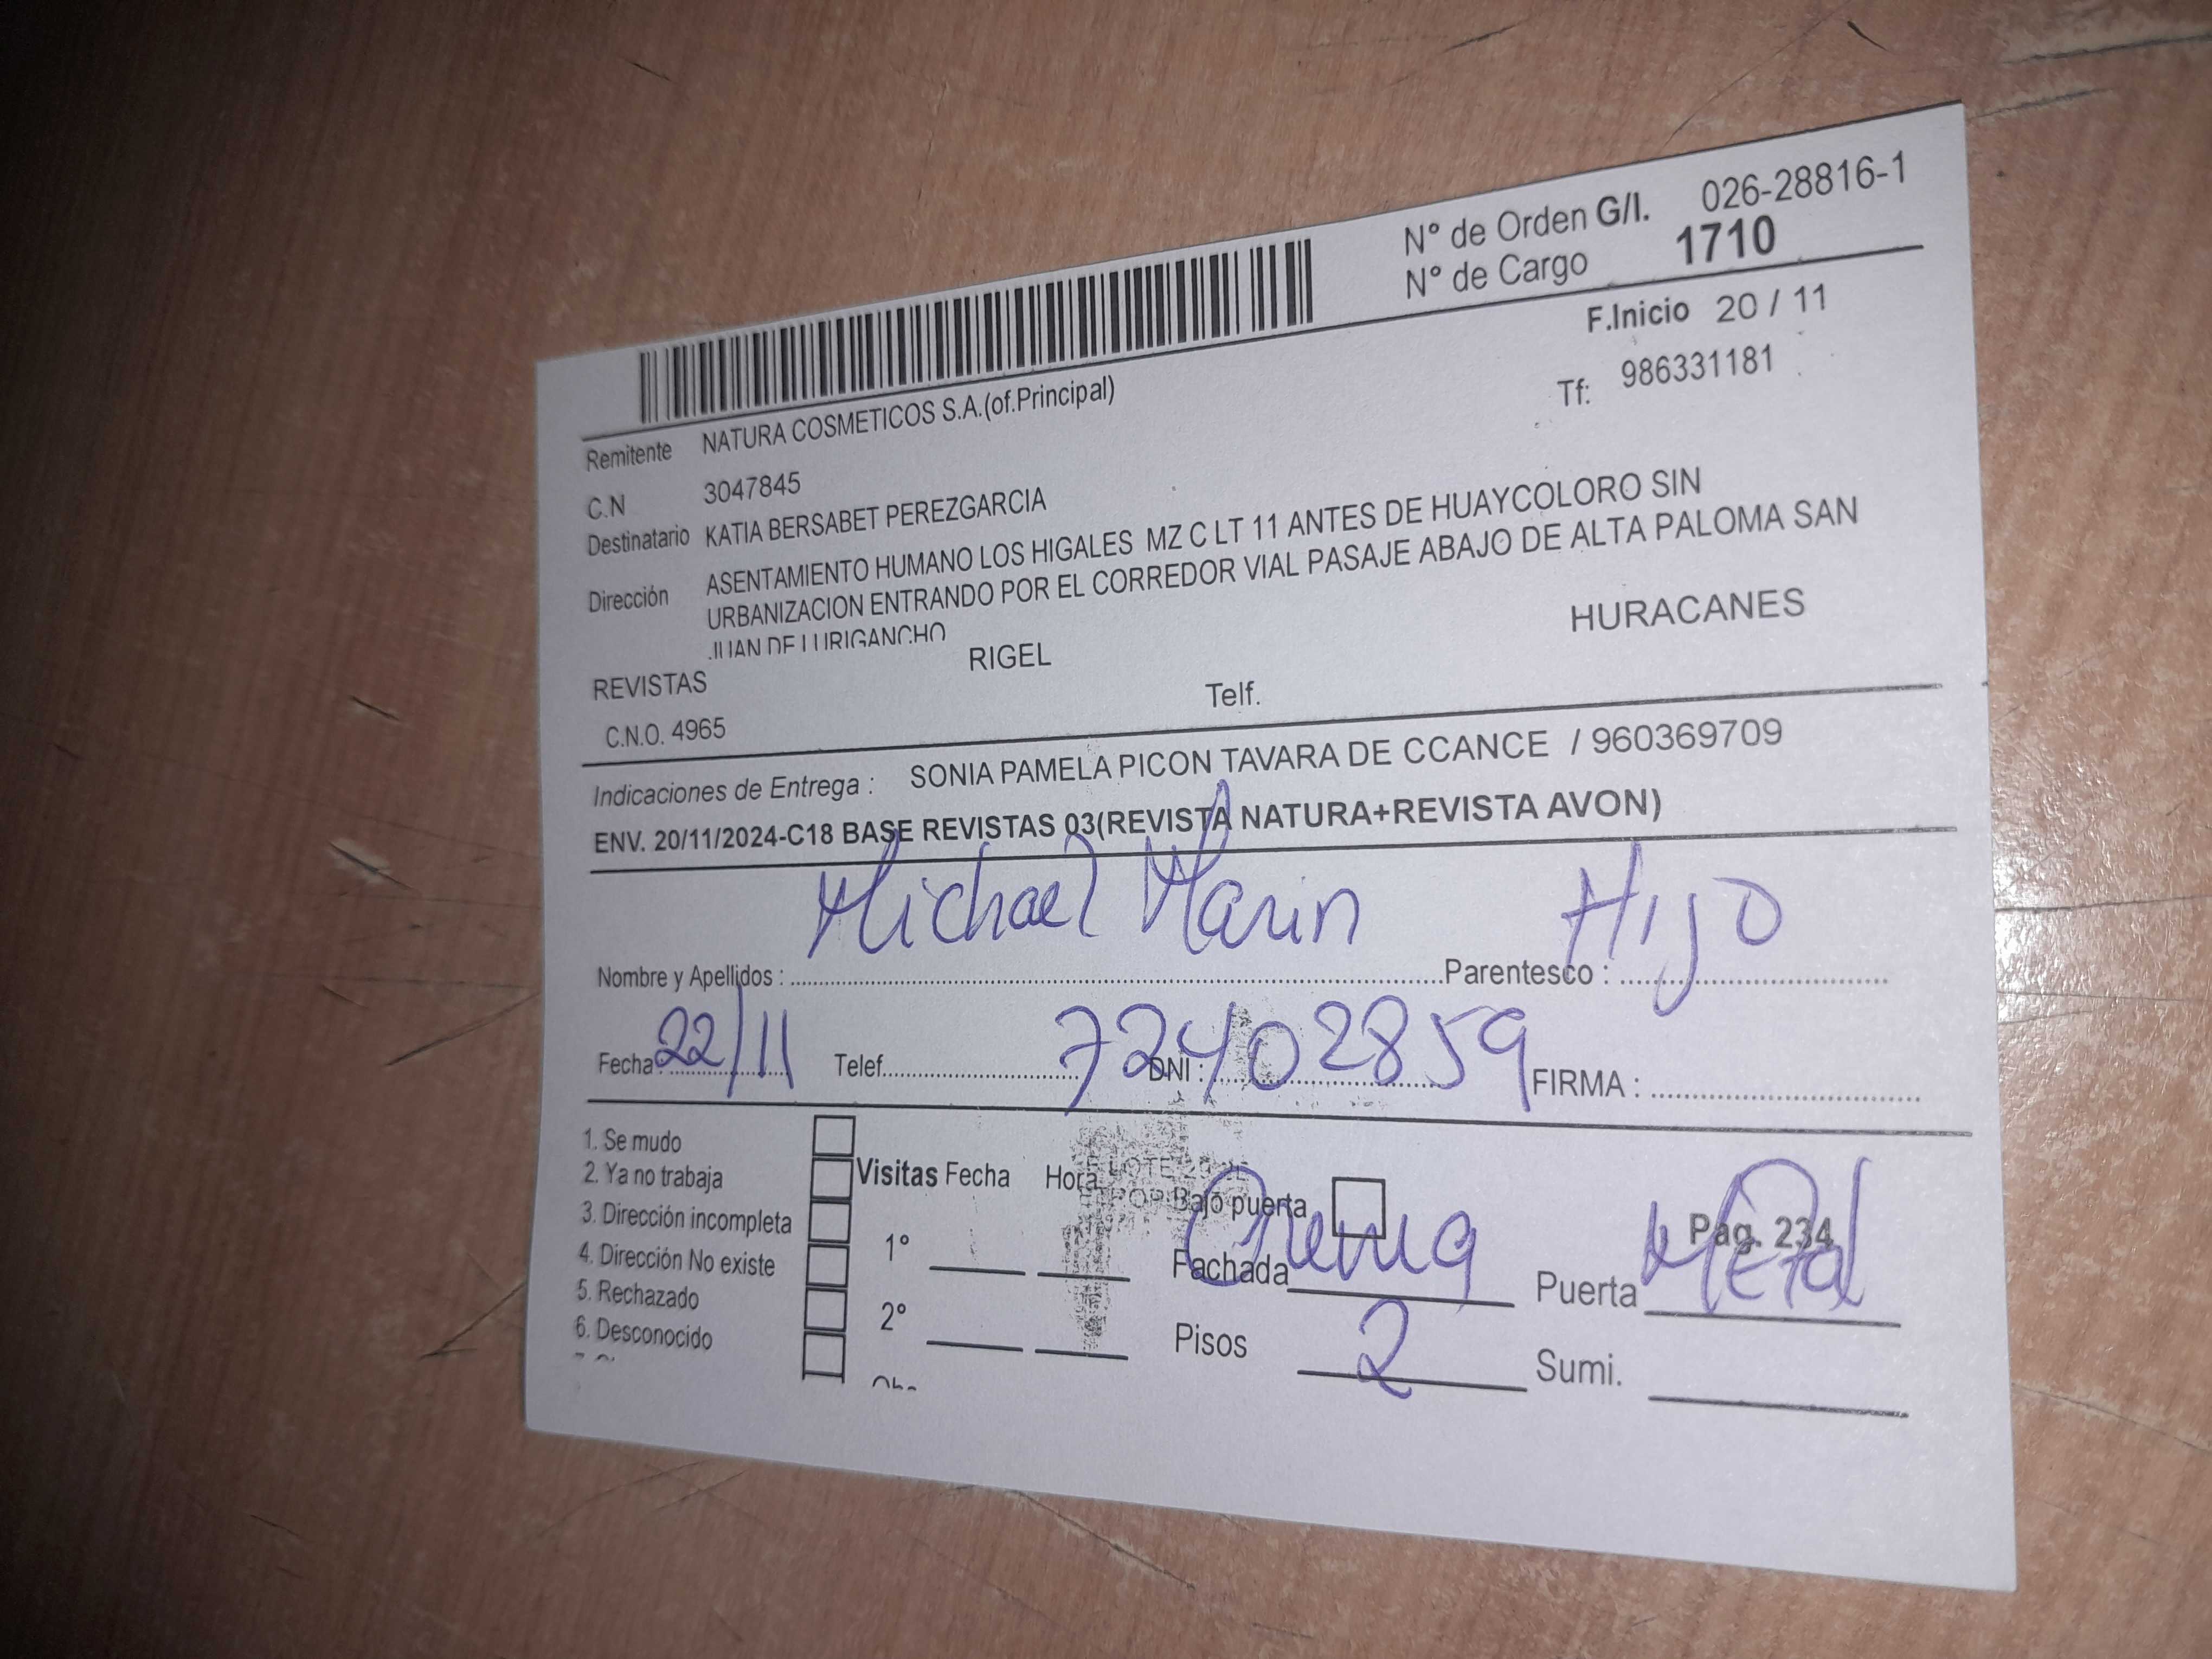 N° de Orden G/I. 026-28816-1
N° de Cargo 1710
F.Inicio 20 / 11
Remitente NATURA COSMETICOS S.A.(of.Principal)
Tf: 986331181
C.N 3047845
Destinatario KATIA BERSABET PEREZGARCIA
Dirección ASENTAMIENTO HUMANO LOS HIGALES MZ C LT 11 ANTES DE HUAYCOLORO SIN
URBANIZACION ENTRANDO POR EL CORREDOR VIAL PASAJE ABAJO DE ALTA PALOMA SAN
JUAN DE LURIGANCHO
REVISTAS RIGEL HURACANES
C.N.O. 4965 Telf.
Indicaciones de Entrega : SONIA PAMELA PICON TAVARA DE CCANCE / 960369709
ENV. 20/11/2024-C18 BASE REVISTAS 03(REVISTA NATURA+REVISTA AVON)
Nombre y Apellidos : Michael Marin Parentesco : Hijo
Fecha : 22/11 Telef. DNI : 72402859 FIRMA :
1. Se mudo
2. Ya no trabaja
3. Dirección incompleta
4. Dirección No existe
5. Rechazado
6. Desconocido
Visitas Fecha Hora
1°
2°
Bajo puerta
Pag. 234
Fachada Crema Puerta Metal
Pisos 2 Sumi.